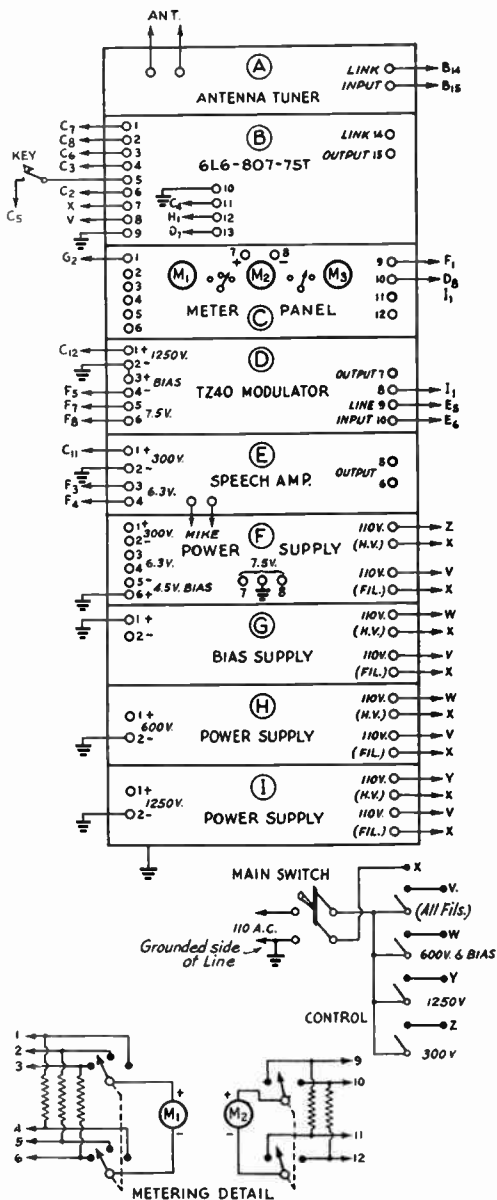 ANT.
A
LINK B14
INPUT B15
ANTENNA TUNER
C7 1
C8 2
C6 3
C3 4
KEY
5
C5
C2 6
X 7
V 8
9
B
6L6-807-75T
LINK 14
OUTPUT 15
10
C4 11
H1 12
D7 13
G2 1
2
3
4
5
6
7 8
+ -
M1 M2 M3
METER PANEL
C
9 F1
10 D8
11 I1
12
C12 1+ 1250V.
2-
3+ BIAS
F5 4-
F7 5 7.5V.
F8 6
D
TZ40 MODULATOR
OUTPUT 7
8 I1
LINE 9 E5
INPUT 10 E6
C11 1+ 300V.
2-
F3 3 6.3V.
F4 4
E
SPEECH AMP.
OUTPUT 5
6
MIKE
1+ 300V.
2-
3 6.3V.
4
5- 4.5V. BIAS
6+
F
POWER SUPPLY
7.5V.
7 8
110V. Z
(H.V.) X
110V. V
(FIL.) X
1+
2-
G
BIAS SUPPLY
110V. W
(H.V.) X
110V. V
(FIL.) X
1+ 600V.
2-
H
POWER SUPPLY
110V. W
(H.V.) X
110V. V
(FIL.) X
1+ 1250V.
2-
I
POWER SUPPLY
110V. Y
(H.V.) X
110V. V
(FIL.) X
MAIN SWITCH
X
V.
(All Fils.)
110 A.C.
W
600V. & BIAS
Grounded side
of Line
Y
1250V
CONTROL
Z
300V
1
2
3
4
5
6
+
M1
-
+
M2
-
9
10
11
12
METERING DETAIL